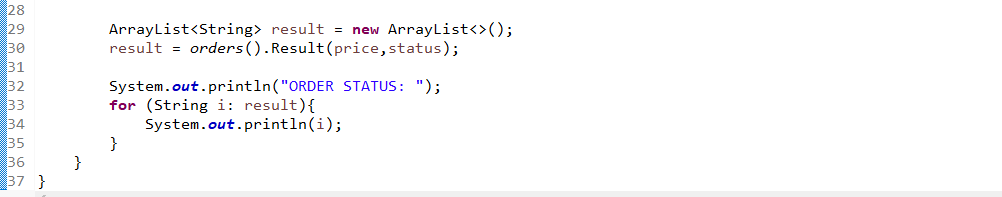 28
29 ArrayList<String> result = new ArrayList<>();
30 result = orders().Result(price,status);
31
32 System.out.println("ORDER STATUS: ");
33 for (String i: result){
34 System.out.println(i);
35 }
36 }
37 }